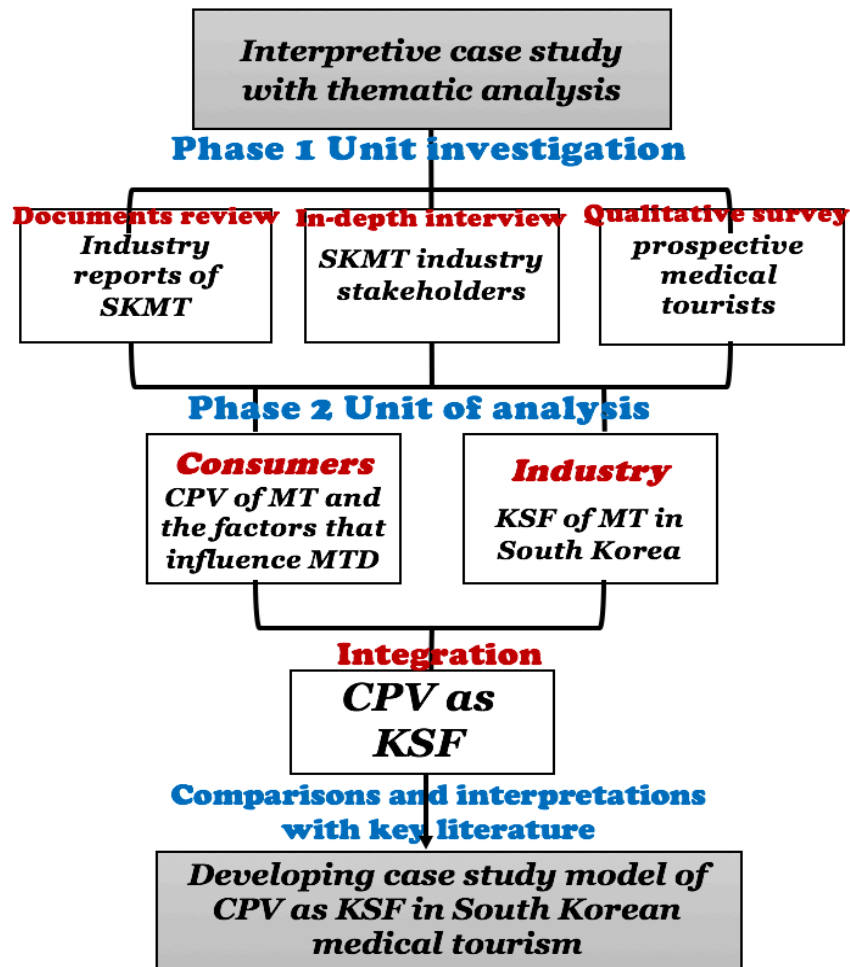 Interpretive case study
with thematic analysis
Phase 1 Unit investigation
Documents review
Industry
reports of
SKMT
In-depth interview
SKMT industry
stakeholders
Qualitative survey
prospective
medical
tourists
Phase 2 Unit of analysis
Consumers
CPV of MT and
the factors that
influence MTD
Industry
KSF of MT in
South Korea
Integration
CPV as
KSF
Comparisons and interpretations
with key literature
Developing case study model of
CPV as KSF in South Korean
medical tourism